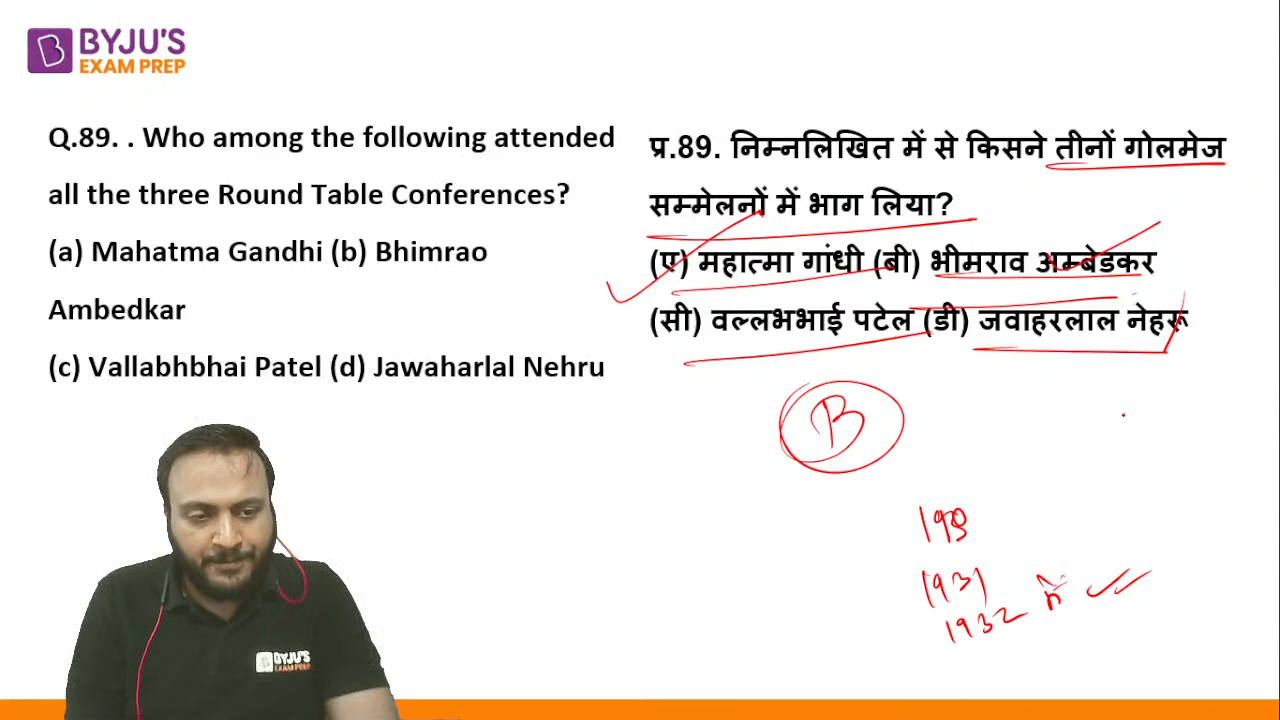 BYJU'S
EXAM PREP
Q.89. . Who among the following attended
all the three Round Table Conferences?
(a) Mahatma Gandhi (b) Bhimrao
Ambedkar
(c) Vallabhbhai Patel (d) Jawaharlal Nehru
प्र.89. निम्नलिखित में से किसने तीनों गोलमेज
सम्मेलनों में भाग लिया?
(ए) महात्मा गांधी (बी) भीमराव अम्बेडकर
(सी) वल्लभभाई पटेल (डी) जवाहरलाल नेहरू
B
1931
1932 में
BYJU'S
EXAM PREP